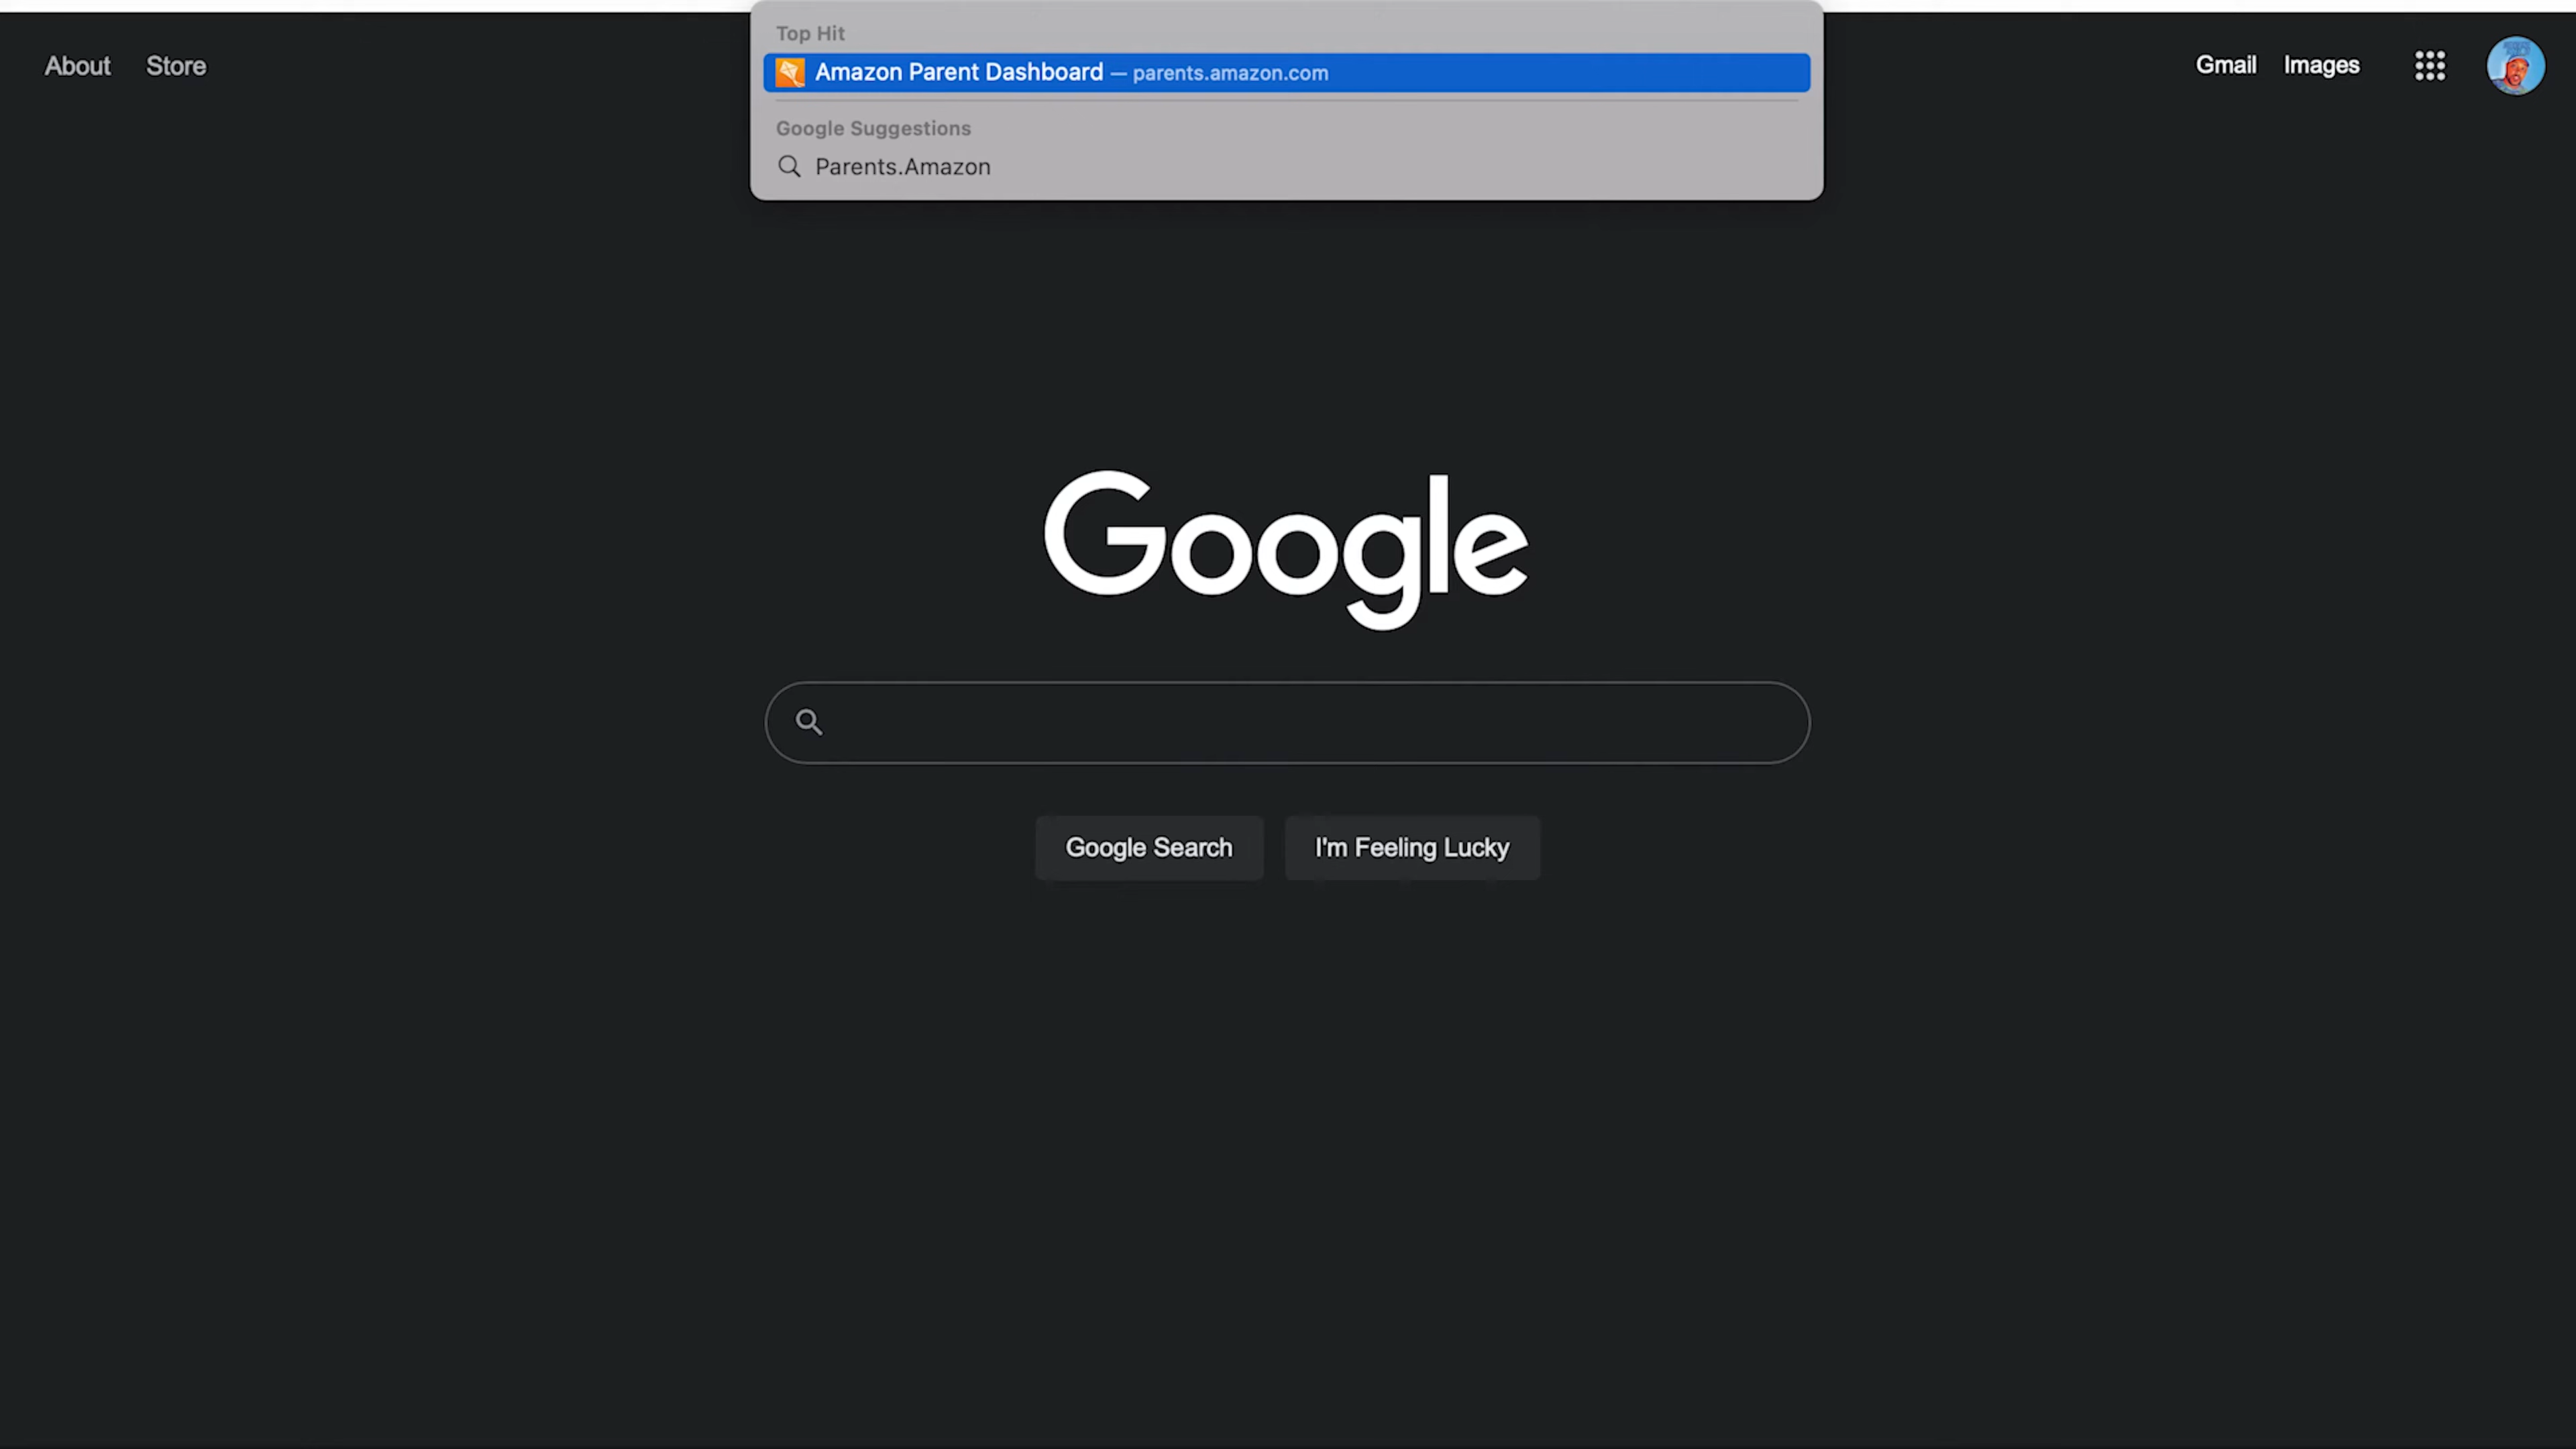 Top Hit
Amazon Parent Dashboard — parents.amazon.com
Google Suggestions
Parents.Amazon
About Store
Gmail Images
Google
Google Search I'm Feeling Lucky